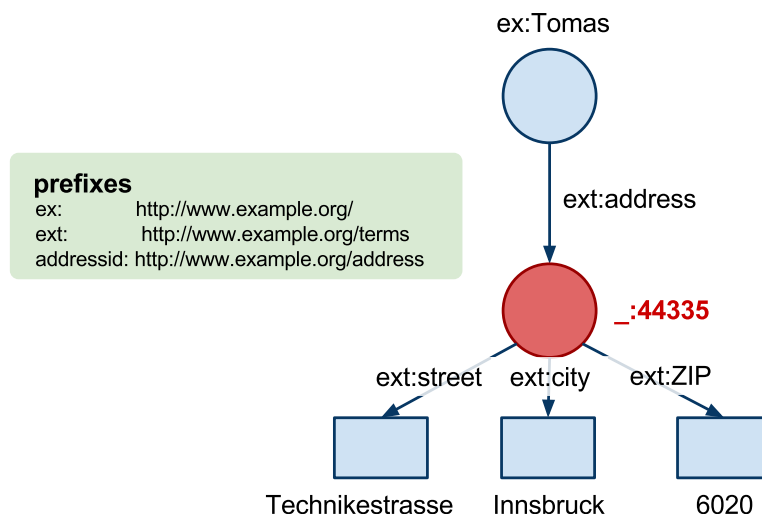 ex:Tomas
prefixes
ex: http://www.example.org/
ext: http://www.example.org/terms
addressid: http://www.example.org/address
ext:address
_:44335
ext:street ext:city ext:ZIP
Technikestrasse Innsbruck 6020